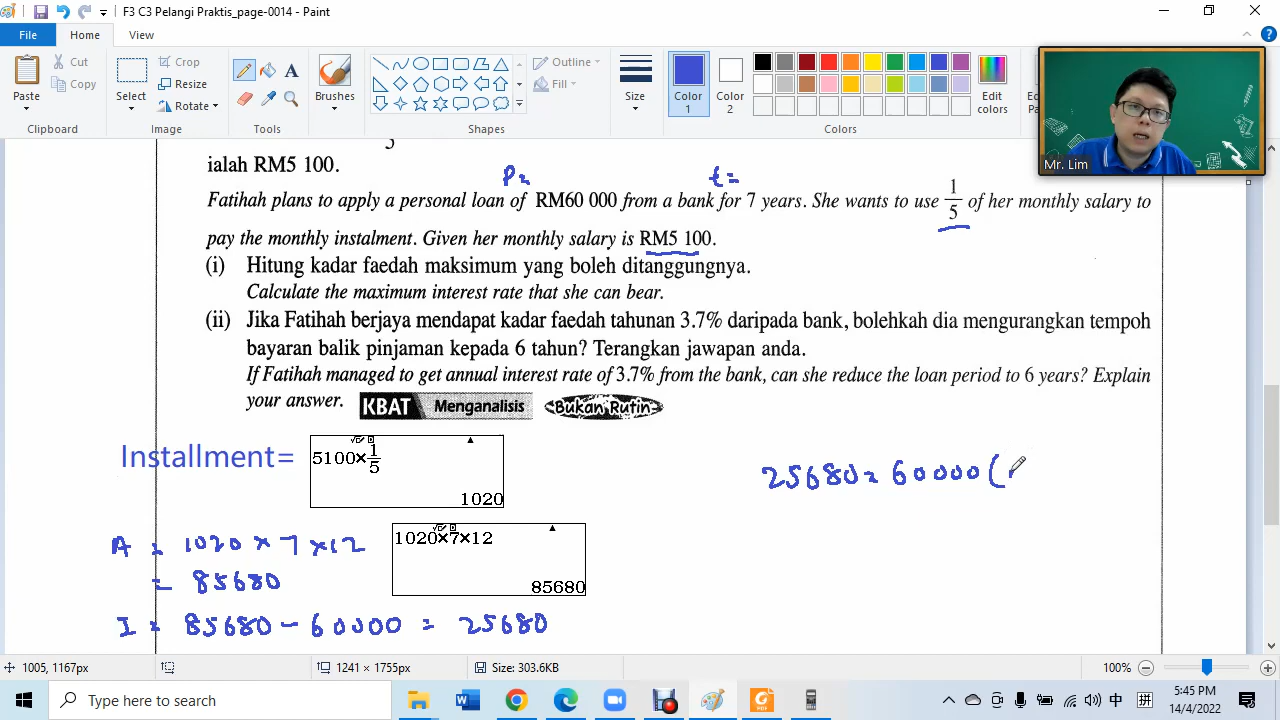 F3 C3 Pelangi Praktis_page-0014 - Paint
File Home View
Paste Cut Copy Clipboard
Select Crop Resize Rotate Image
A Tools
Brushes
Shapes Outline Fill
Size
Color 1 Color 2 Colors Edit colors
Mr. Lim
5
ialah RM5 100.
P= t=
Fatihah plans to apply a personal loan of RM60 000 from a bank for 7 years. She wants to use 1/5 of her monthly salary to
pay the monthly instalment. Given her monthly salary is RM5 100.
(i) Hitung kadar faedah maksimum yang boleh ditanggungnya.
Calculate the maximum interest rate that she can bear.
(ii) Jika Fatihah berjaya mendapat kadar faedah tahunan 3.7% daripada bank, bolehkah dia mengurangkan tempoh
bayaran balik pinjaman kepada 6 tahun? Terangkan jawapan anda.
If Fatihah managed to get annual interest rate of 3.7% from the bank, can she reduce the loan period to 6 years? Explain
your answer. KBAT Menganalisis Bukan Rutin
Installment= 5100×1/5
1020
25680 = 60000 (
A = 1020 × 7 × 12
= 85680
1020×7×12
85680
I = 85680 - 60000 = 25680
1005, 1167px 1241 × 1755px Size: 303.6KB 100%
Type here to search
中 拼 5:45 PM
14/4/2022